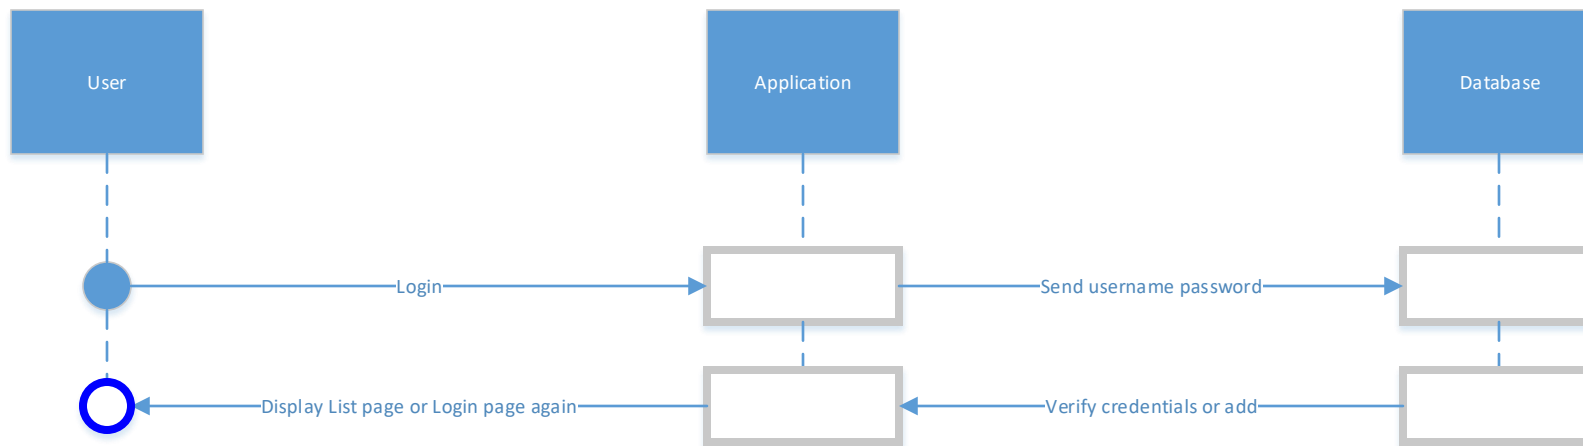 User
Application
Database
Login
Send username password
Display List page or Login page again
Verify credentials or add